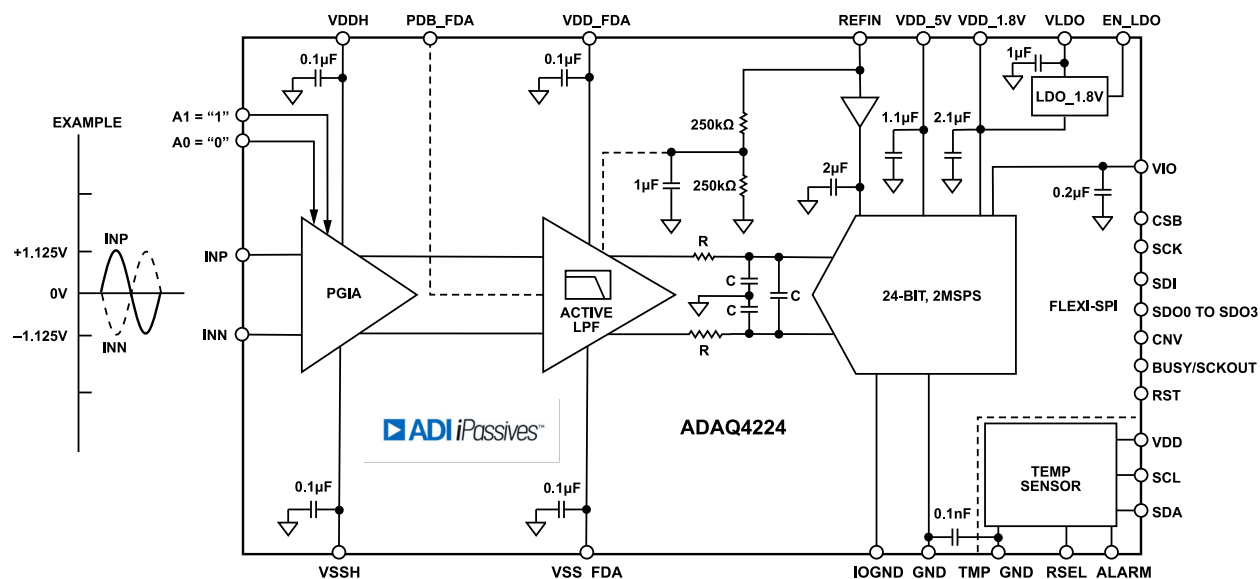 VDDH PDB_FDA VDD_FDA REFIN VDD_5V VDD_1.8V VLDO EN_LDO
0.1µF
0.1µF
1µF
LDO_1.8V
EXAMPLE
A1 = “1”
A0 = “0”
250kΩ
1.1µF
2.1µF
1µF
250kΩ
2µF
VIO
0.2µF
CSB
SCK
SDI
SDO0 TO SDO3
CNV
BUSY/SCKOUT
RST
+1.125V
0V
–1.125V
INP
INN
INP
INN
PGIA
ACTIVE
LPF
R
C
C
C
R
24-BIT, 2MSPS
FLEXI-SPI
ADI iPassives™
ADAQ4224
TEMP
SENSOR
VDD
SCL
SDA
0.1µF
0.1µF
0.1nF
VSSH VSS_FDA IOGND GND TMP GND RSEL ALARM